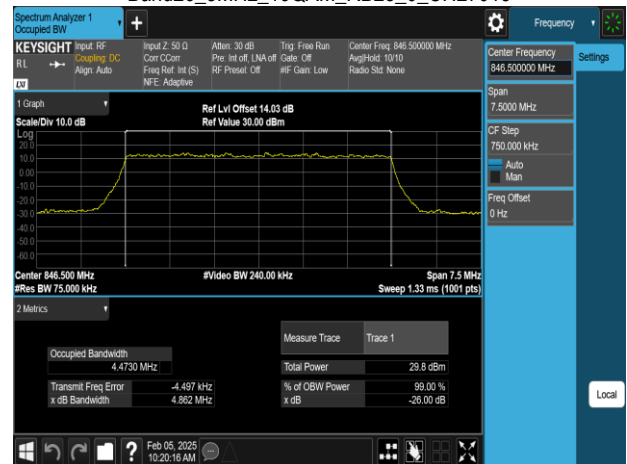 Spectrum Analyzer 1
Occupied BW
+
Frequency
KEYSIGHT
RL
LXI
Input: RF
Coupling: DC
Align: Auto
Input Z: 50 Ω
Corr CCorr
Freq Ref: Int (S)
NFE: Adaptive
Atten: 30 dB
Pre: Int off, LNA off
RF Preset: Off
Trig: Free Run
Gate: Off
#IF Gain: Low
Center Freq: 846.500000 MHz
Avg|Hold: 10/10
Radio Std: None
Center Frequency
846.500000 MHz
Settings
Span
7.5000 MHz
CF Step
750.000 kHz
Auto
Man
Freq Offset
0 Hz
Local
1 Graph
Scale/Div 10.0 dB
Ref Lvl Offset 14.03 dB
Ref Value 30.00 dBm
Log
20.0
10.0
0.00
-10.0
-20.0
-30.0
-40.0
-50.0
-60.0
Center 846.500 MHz
#Video BW 240.00 kHz
Span 7.5 MHz
#Res BW 75.000 kHz
Sweep 1.33 ms (1001 pts)
2 Metrics
Measure Trace
Trace 1
Occupied Bandwidth
4.4730 MHz
Total Power
29.8 dBm
Transmit Freq Error
-4.497 kHz
% of OBW Power
99.00 %
x dB Bandwidth
4.862 MHz
x dB
-26.00 dB
?
Feb 05, 2025
10:20:16 AM